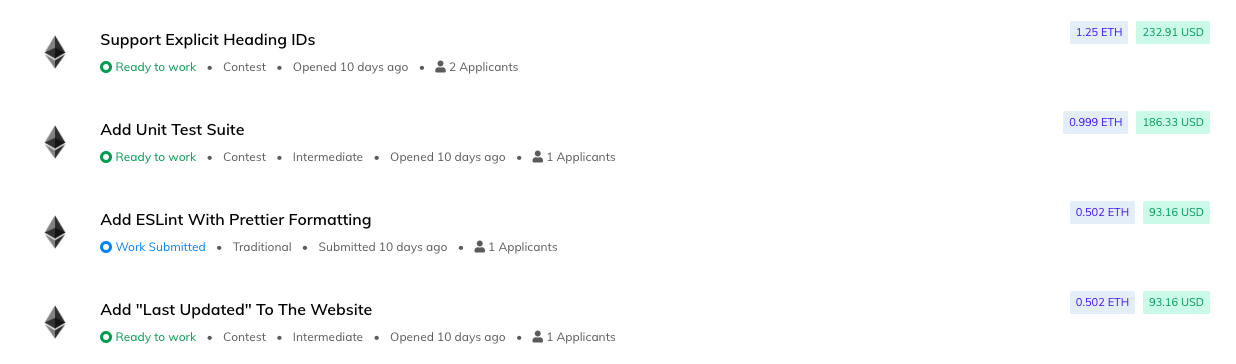 Support Explicit Heading IDs 1.25 ETH 232.91 USD
Ready to work • Contest • Opened 10 days ago • 2 Applicants
Add Unit Test Suite 0.999 ETH 186.33 USD
Ready to work • Contest • Intermediate • Opened 10 days ago • 1 Applicants
Add ESLint With Prettier Formatting 0.502 ETH 93.16 USD
Work Submitted • Traditional • Submitted 10 days ago • 1 Applicants
Add "Last Updated" To The Website 0.502 ETH 93.16 USD
Ready to work • Contest • Intermediate • Opened 10 days ago • 1 Applicants